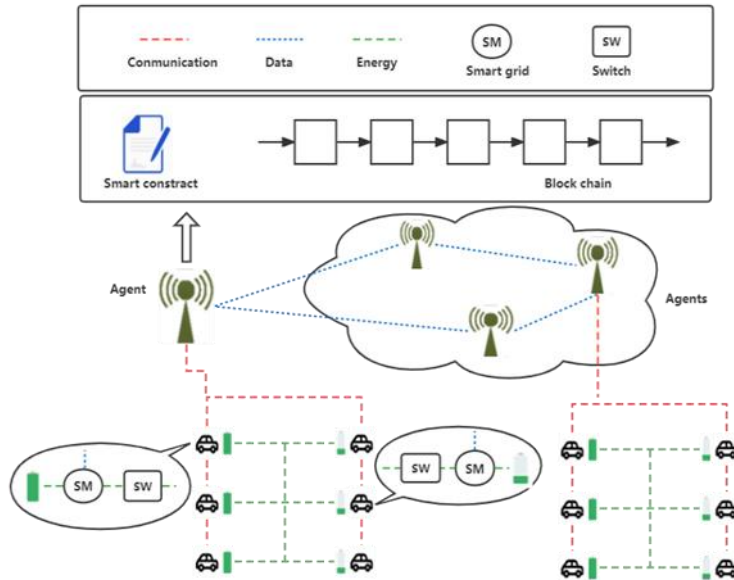 SM
SW
Connunication
Data
Energy
Smart grid
Switch
Smart constract
Block chain
Agent
Agents
SM
SW
SW
SM